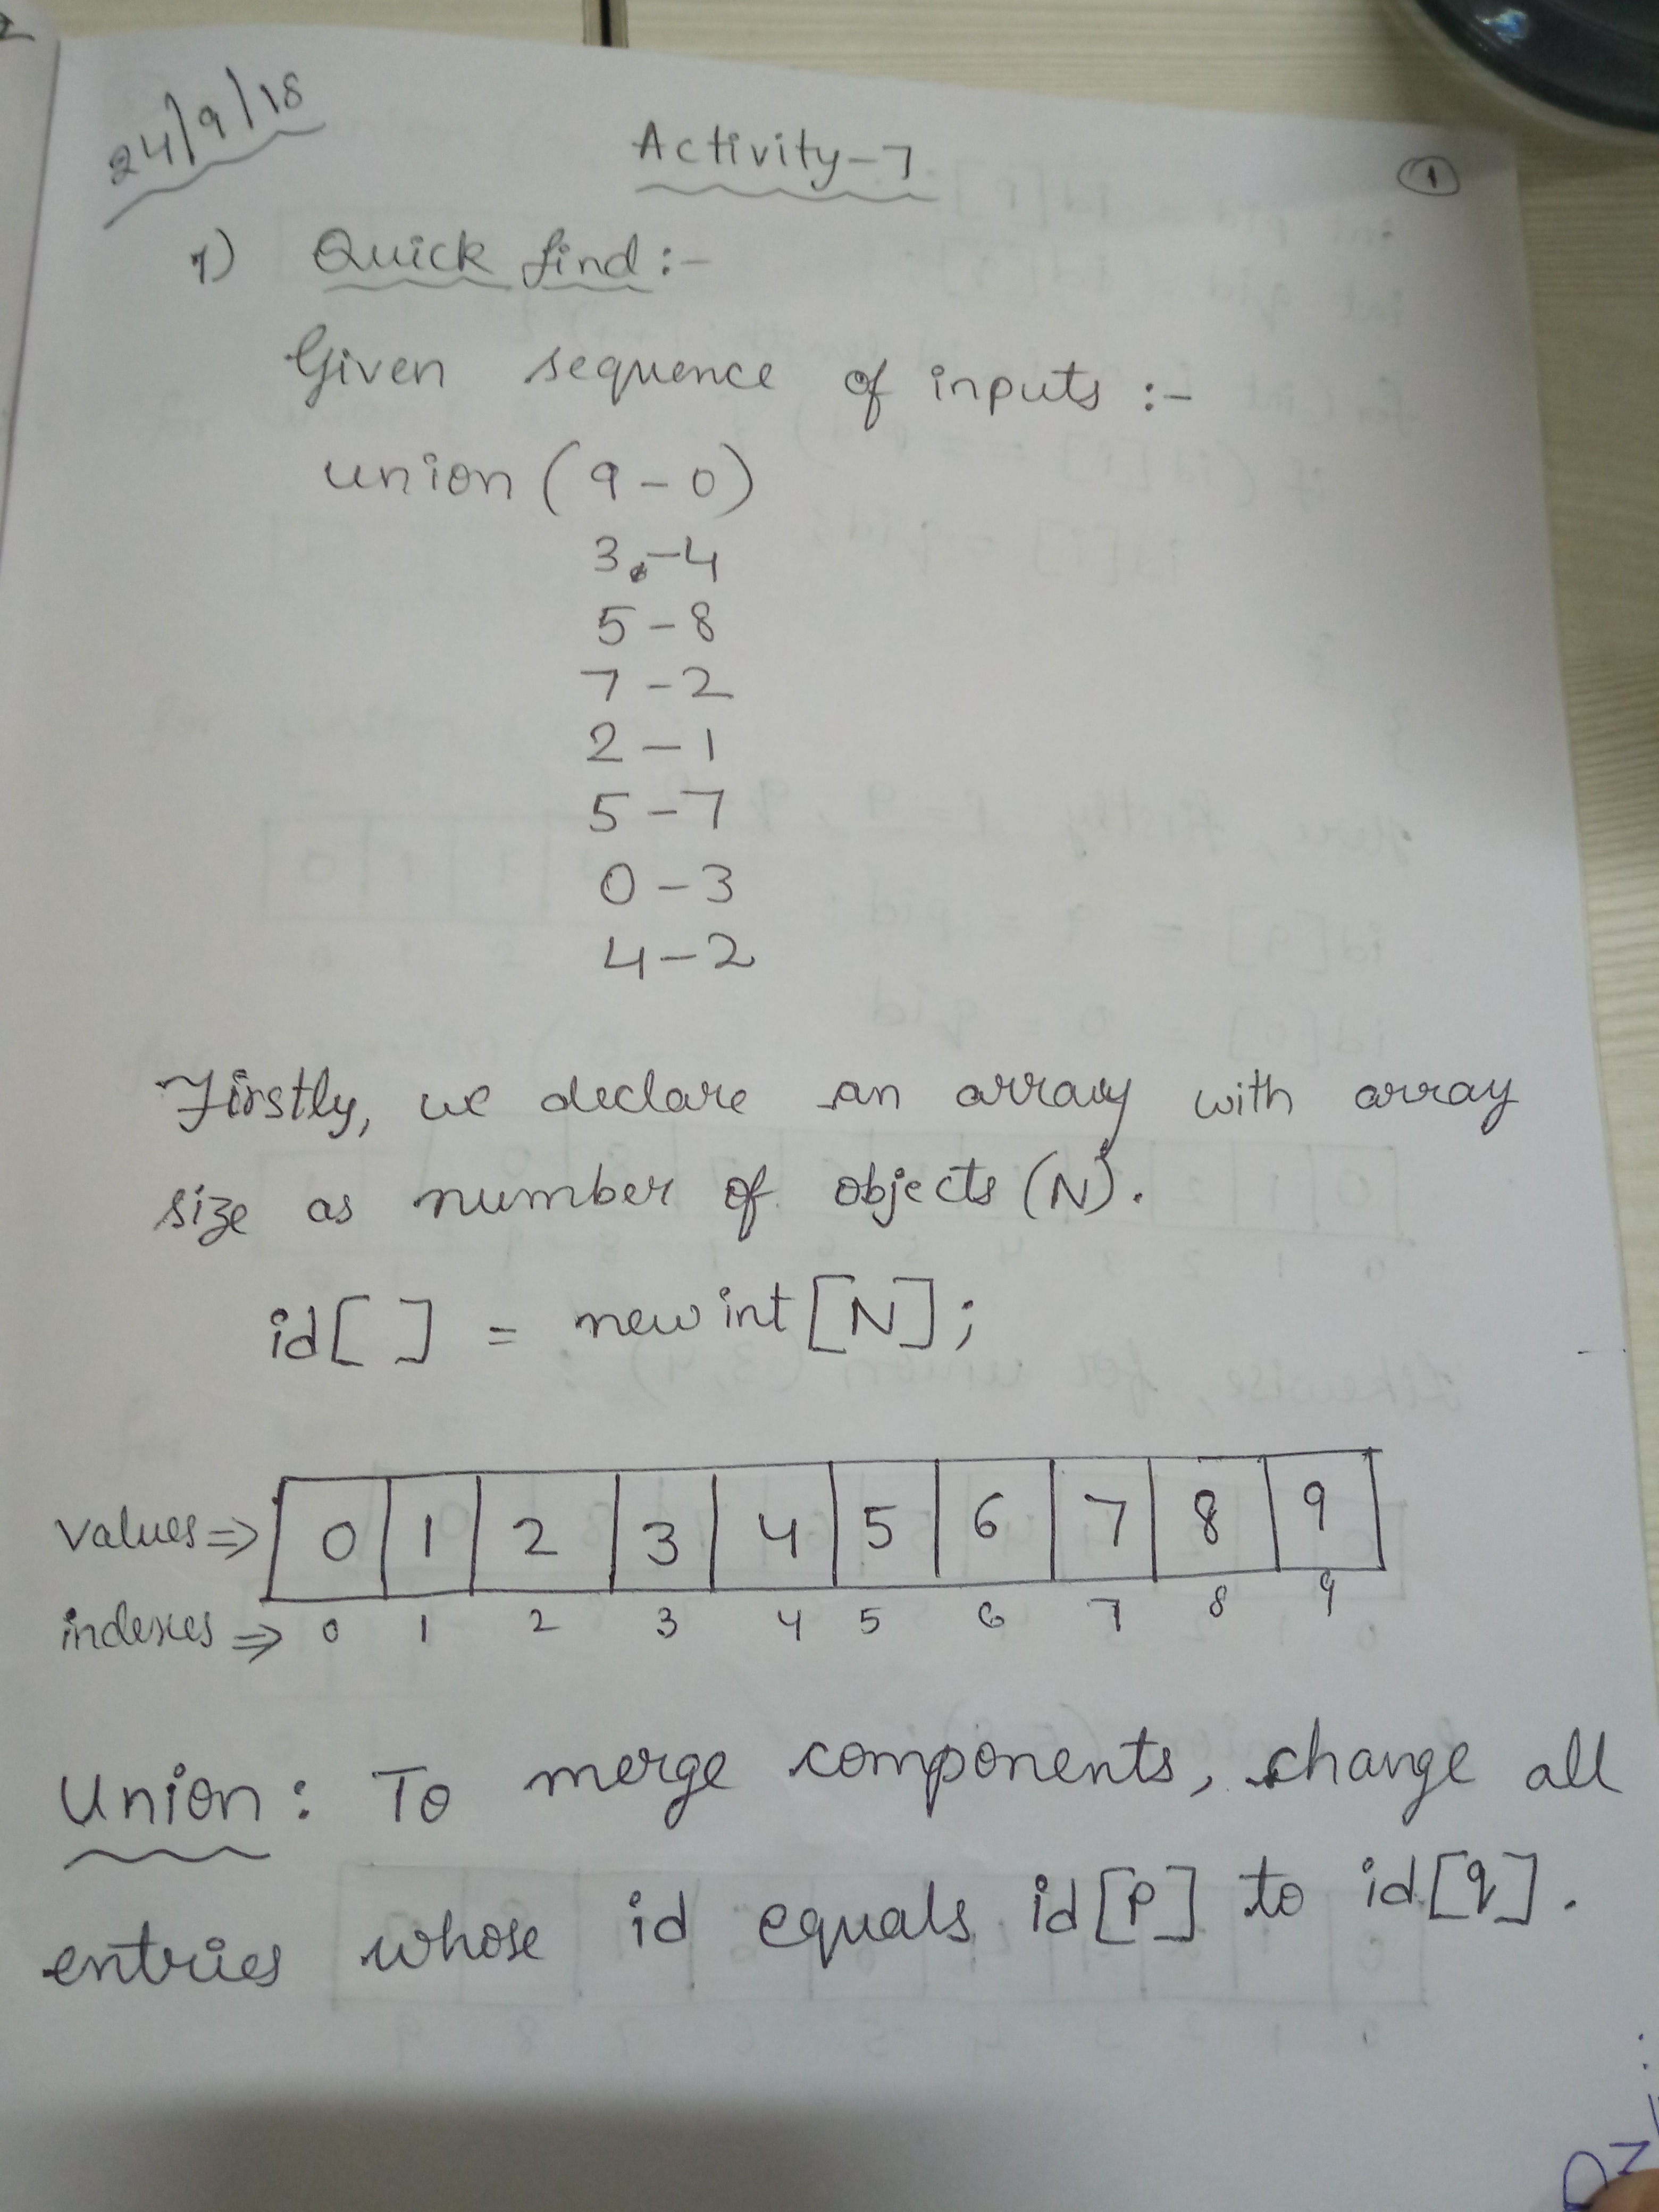 24/9/18
Activity-7
1
1) Quick find :-
Given sequence of inputs :-
union (9-0)
3-4
5-8
7-2
2-1
5-7
0-3
4-2
Firstly, we declare an array with array
size as number of objects (N).
id[ ] = new int [N];
values ⇒ 0 1 2 3 4 5 6 7 8 9
indexes ⇒ 0 1 2 3 4 5 6 7 8 9
Union : To merge components, change all
entries whose id equals id[P] to id[q].